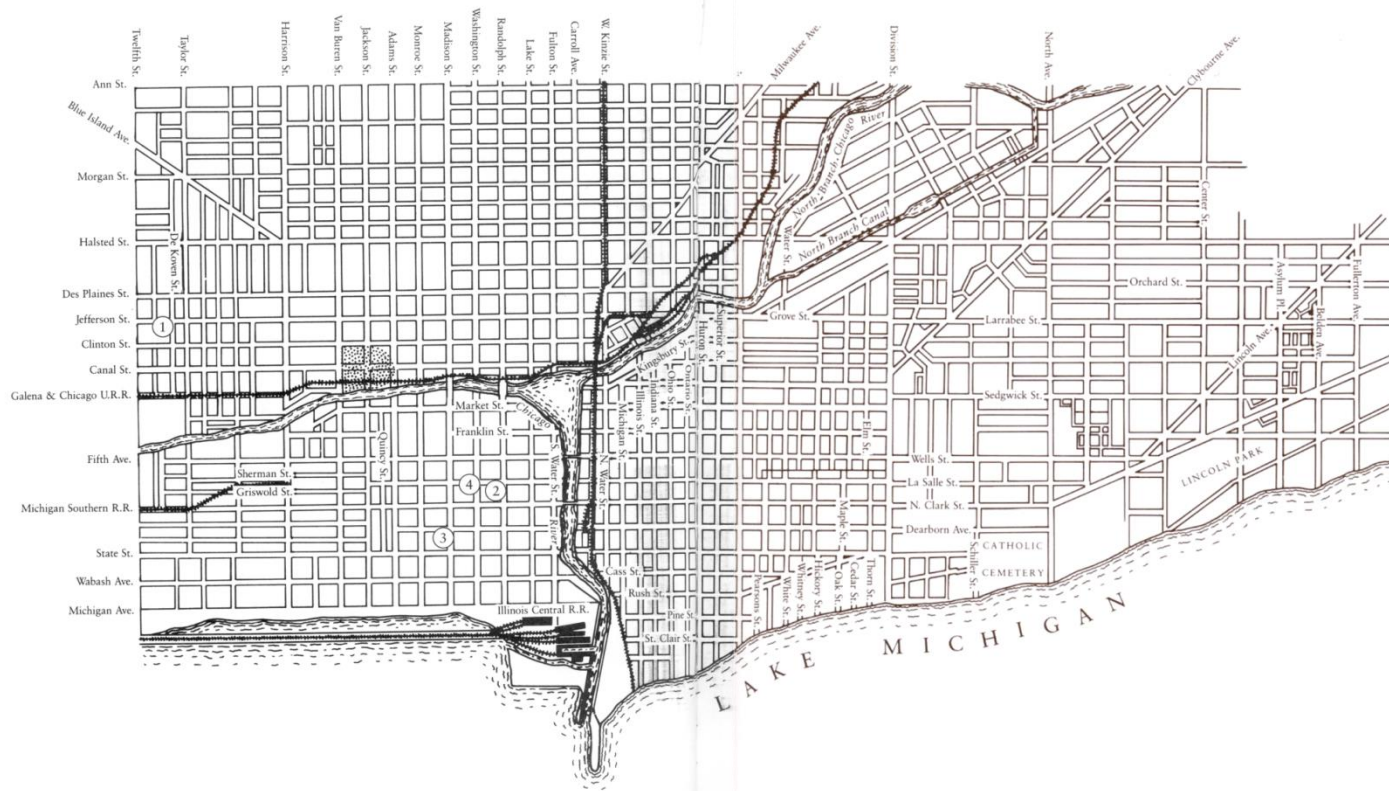 Twelfth St.
Taylor St.
Harrison St.
Van Buren St.
Jackson St.
Adams St.
Monroe St.
Madison St.
Washington St.
Randolph St.
Lake St.
Fulton St.
Carroll Ave.
W. Kinzie St.
Milwaukee Ave.
Division St.
North Ave.
Clybourne Ave.
Ann St.
Blue Island Ave.
Morgan St.
Halsted St.
De Koven St.
Des Plaines St.
Jefferson St.
1
Clinton St.
Canal St.
Galena & Chicago U.R.R.
Fifth Ave.
Michigan Southern R.R.
State St.
Wabash Ave.
Michigan Ave.
Sherman St.
Griswold St.
Quincy St.
Market St.
Franklin St.
4
2
3
Chicago
River
S. Water St.
N. Water St.
Michigan St.
Illinois St.
Indiana St.
Ohio St.
Ontario St.
Huron St.
Superior St.
Kingsbury St.
Illinois Central R.R.
Cass St.
Rush St.
Pine St.
St. Clair St.
North Branch Chicago River
North Branch Canal
Water St.
Grove St.
Center St.
Orchard St.
Larrabee St.
Asylum Pl.
Fullerton Ave.
Belden Ave.
Lincoln Ave.
Sedgwick St.
Elm St.
Wells St.
La Salle St.
N. Clark St.
Dearborn Ave.
Maple St.
Pearsons St.
White St.
Whitney St.
Hickory St.
Oak St.
Cedar St.
Thorn St.
Schiller St.
CATHOLIC
CEMETERY
LINCOLN PARK
LAKE MICHIGAN